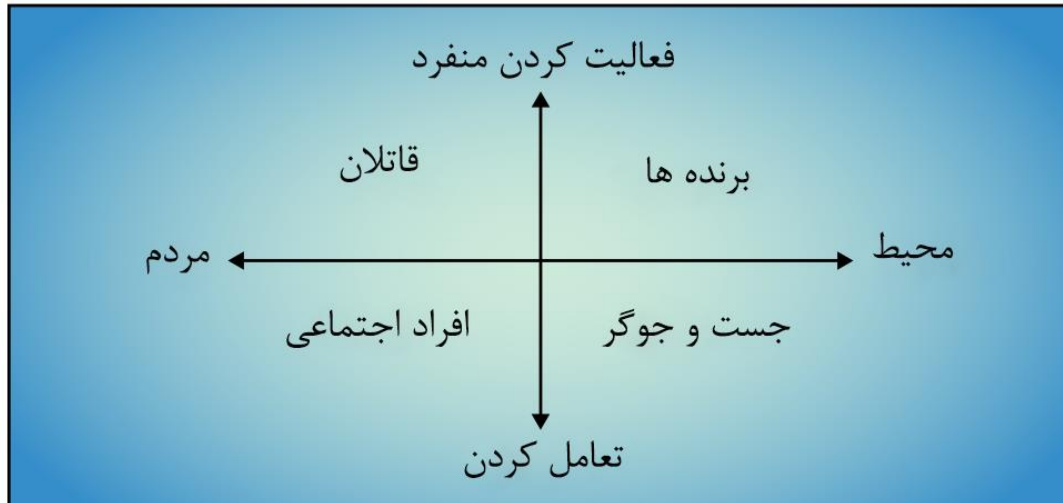 فعالیت کردن منفرد
برنده ها
قاتلان
محیط
مردم
جست و جوگر
افراد اجتماعی
تعامل کردن